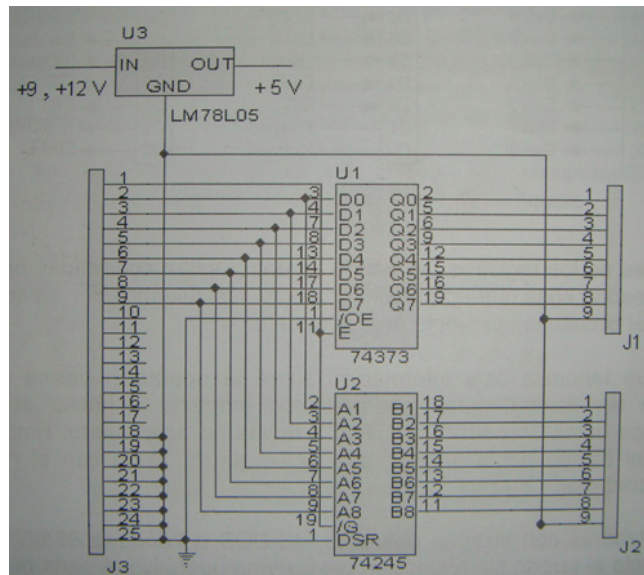 U3
IN OUT
+9 , +12 V GND +5 V
LM78L05
U1
1
2 3 D0 Q0 2 1
3 4 D1 Q1 5 2
4 7 D2 Q2 6 3
5 8 D3 Q3 9 4
6 13 D4 Q4 12 5
7 14 D5 Q5 15 6
8 17 D6 Q6 16 7
9 18 D7 Q7 19 8
10 1 /OE 9
11 11 E
12 74373 J1
13
14 U2
15 2 A1 B1 18 1
16 3 A2 B2 17 2
17 4 A3 B3 16 3
18 5 A4 B4 15 4
19 6 A5 B5 14 5
20 7 A6 B6 13 6
21 8 A7 B7 12 7
22 9 A8 B8 11 8
23 19 /G 9
24 1 DSR
25
J3 74245 J2